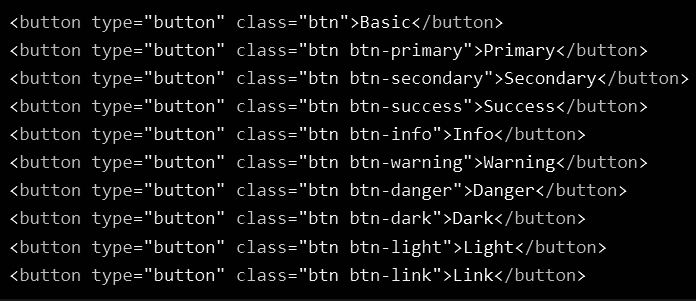 <button type="button" class="btn">Basic</button>
<button type="button" class="btn btn-primary">Primary</button>
<button type="button" class="btn btn-secondary">Secondary</button>
<button type="button" class="btn btn-success">Success</button>
<button type="button" class="btn btn-info">Info</button>
<button type="button" class="btn btn-warning">Warning</button>
<button type="button" class="btn btn-danger">Danger</button>
<button type="button" class="btn btn-dark">Dark</button>
<button type="button" class="btn btn-light">Light</button>
<button type="button" class="btn btn-link">Link</button>